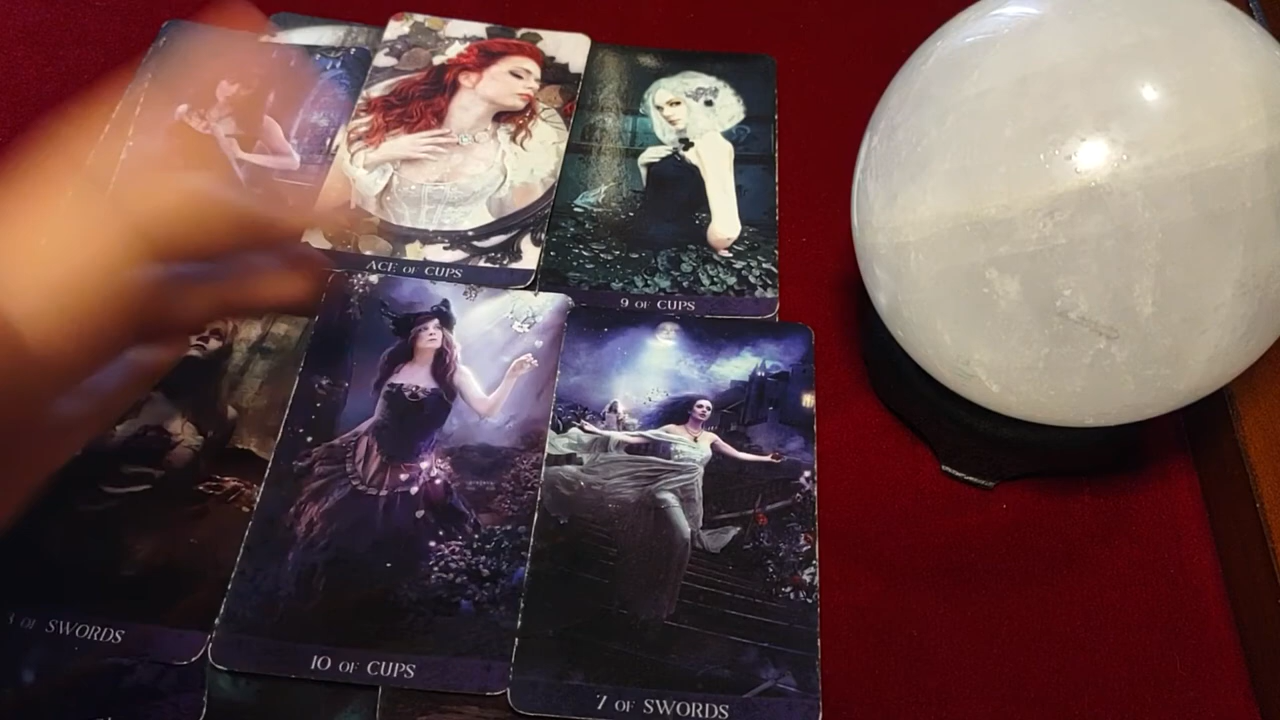 ACE OF CUPS
9 OF CUPS
OF SWORDS
10 OF CUPS
7 OF SWORDS